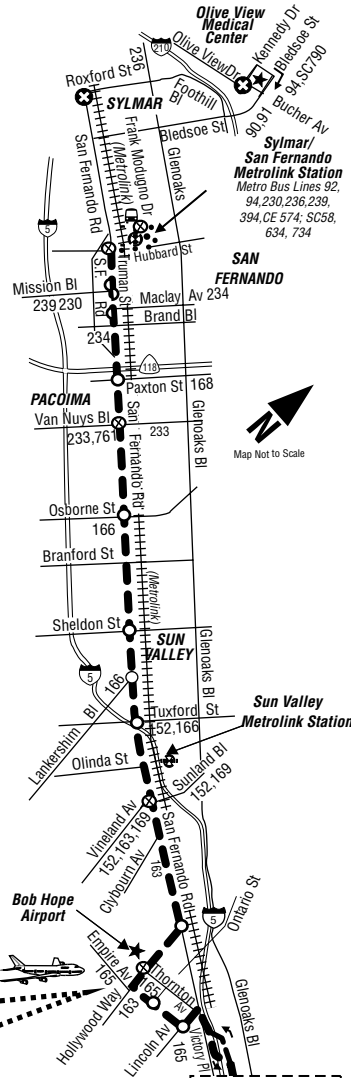 Olive View
Medical
Center
236
210
Olive View Dr
Kennedy Dr
Bledsoe St
94,SC790
Roxford St
Foothill
Bl
SYLMAR
Bucher Av
90,91
Bledsoe St
San Fernando Rd
Frank Modugno Dr
(Metrolink)
Glenoaks
Sylmar/
San Fernando
Metrolink Station
Metro Bus Lines 92,
94,230,236,239,
394,CE 574; SC58,
634, 734
5
Hubbard St
SAN
FERNANDO
Truman St
S.F.
Rd
Mission Bl
239 230
Maclay Av 234
Brand Bl
234
118
Paxton St 168
PACOIMA
Van Nuys Bl
233,761
233
San
Fernando Rd
Glenoaks Bl
N
Map Not to Scale
Osborne St
166
Branford St
(Metrolink)
Sheldon St
SUN
VALLEY
Glenoaks Bl
5
166
Lankershim Bl
Tuxford St
152,166
Sun Valley
Metrolink Station
Olinda St
Sunland Bl
152,169
Vineland Av
152,163,169
Clybourn Av
163
San Fernando Rd
5
Ontario St
Bob Hope
Airport
Empire Av
165
Thornton
Av
165
Hollywood Way
163
Lincoln Av
165
Victory Pl
Glenoaks Bl